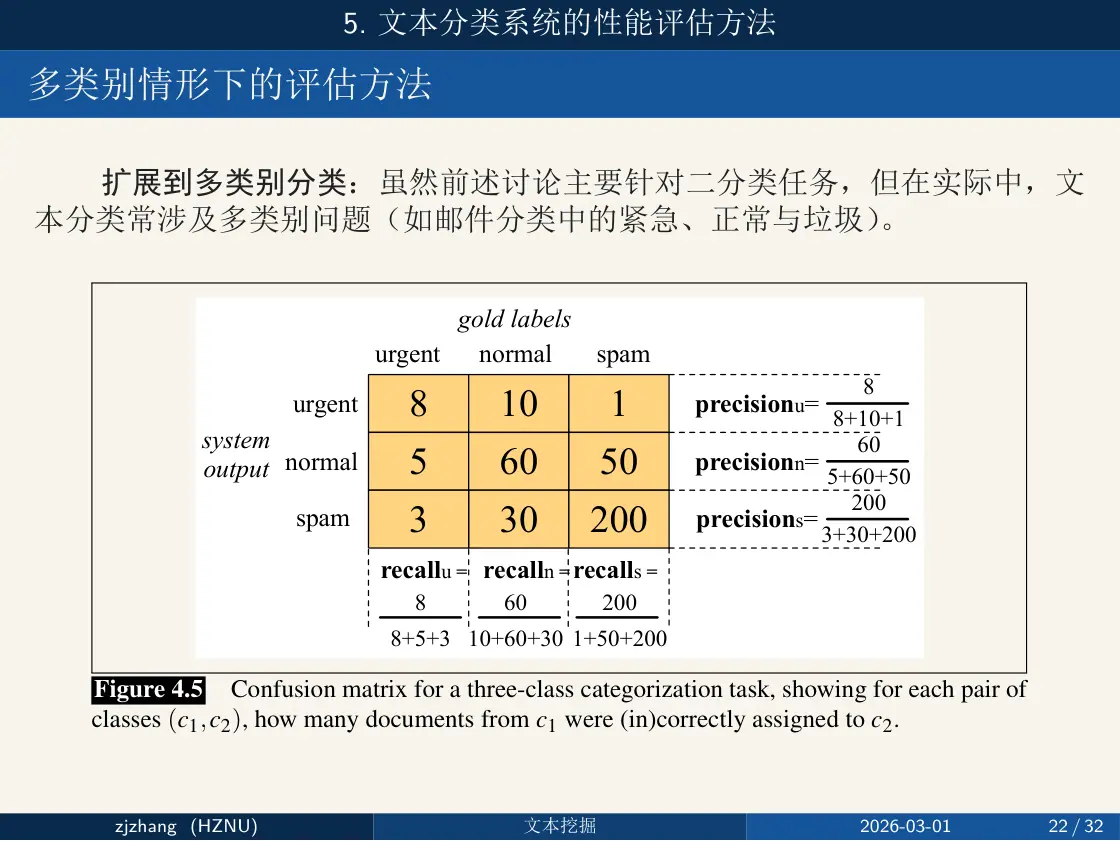 5. 文本分类系统的性能评估方法
多类别情形下的评估方法
扩展到多类别分类：虽然前述讨论主要针对二分类任务，但在实际中，文
本分类常涉及多类别问题（如邮件分类中的紧急、正常与垃圾）。
gold labels
urgent normal spam
urgent 8 10 1 precisionu= 8 / 8+10+1
system output
normal 5 60 50 precisionn= 60 / 5+60+50
spam 3 30 200 precisions= 200 / 3+30+200
recallu = recalln = recalls =
8 60 200
8+5+3 10+60+30 1+50+200
Figure 4.5 Confusion matrix for a three-class categorization task, showing for each pair of
classes (c1,c2), how many documents from c1 were (in)correctly assigned to c2.
zjzhang (HZNU) 文本挖掘 2026-03-01 22 / 32